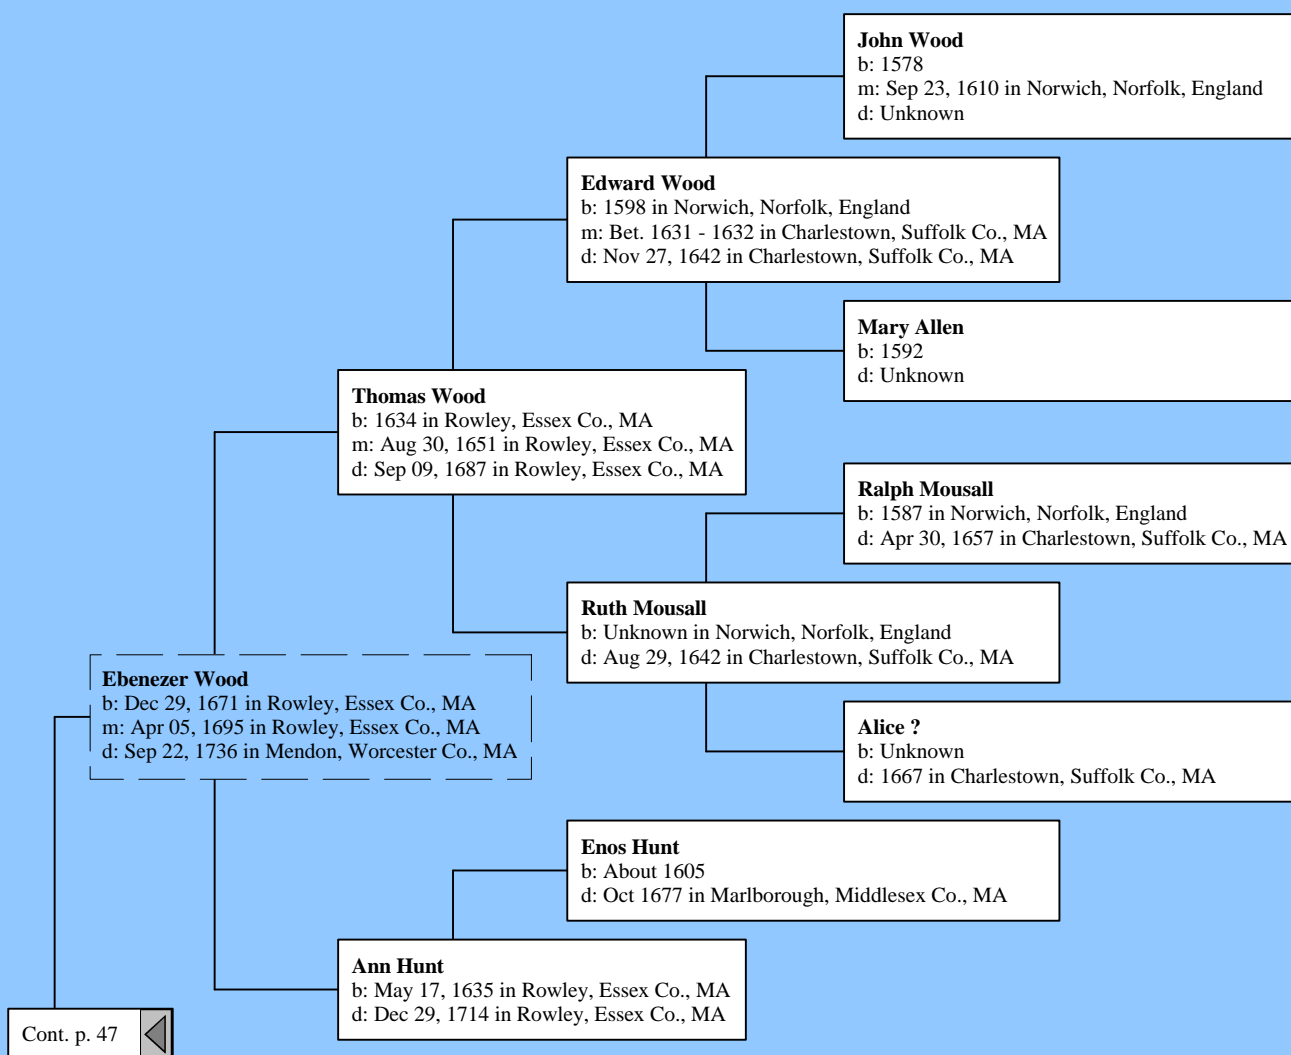 John Wood
b: 1578
m: Sep 23, 1610 in Norwich, Norfolk, England
d: Unknown
Edward Wood
b: 1598 in Norwich, Norfolk, England
m: Bet. 1631 - 1632 in Charlestown, Suffolk Co., MA
d: Nov 27, 1642 in Charlestown, Suffolk Co., MA
Mary Allen
b: 1592
d: Unknown
Thomas Wood
b: 1634 in Rowley, Essex Co., MA
m: Aug 30, 1651 in Rowley, Essex Co., MA
d: Sep 09, 1687 in Rowley, Essex Co., MA
Ralph Mousall
b: 1587 in Norwich, Norfolk, England
d: Apr 30, 1657 in Charlestown, Suffolk Co., MA
Ruth Mousall
b: Unknown in Norwich, Norfolk, England
d: Aug 29, 1642 in Charlestown, Suffolk Co., MA
Ebenezer Wood
b: Dec 29, 1671 in Rowley, Essex Co., MA
m: Apr 05, 1695 in Rowley, Essex Co., MA
d: Sep 22, 1736 in Mendon, Worcester Co., MA
Alice ?
b: Unknown
d: 1667 in Charlestown, Suffolk Co., MA
Enos Hunt
b: About 1605
d: Oct 1677 in Marlborough, Middlesex Co., MA
Ann Hunt
b: May 17, 1635 in Rowley, Essex Co., MA
d: Dec 29, 1714 in Rowley, Essex Co., MA
Cont. p. 47